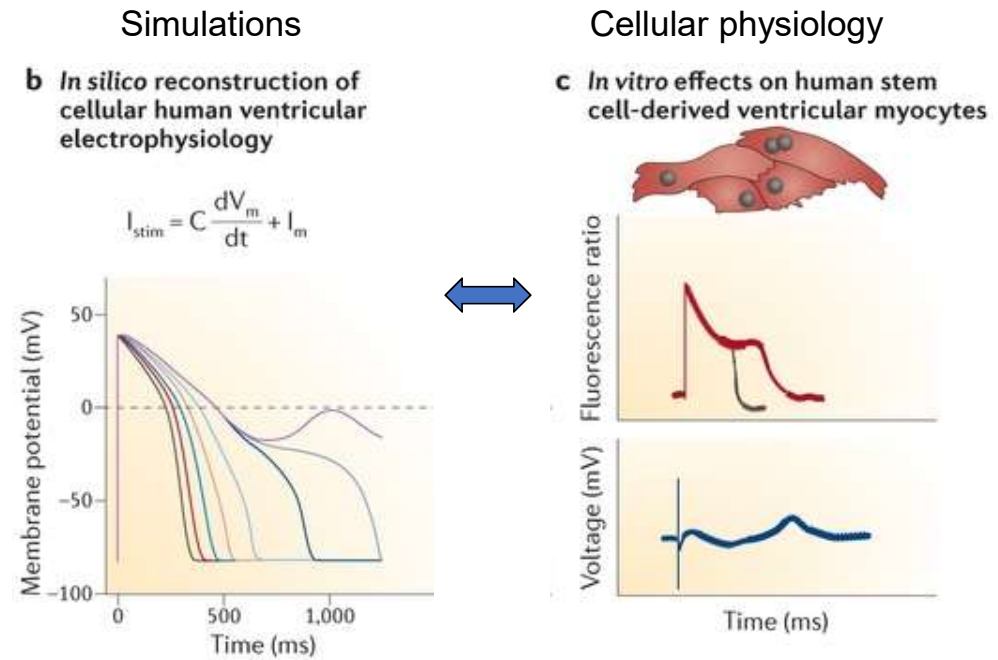 Simulations
Cellular physiology
b In silico reconstruction of
cellular human ventricular
electrophysiology
I_stim = C dV_m/dt + I_m
Membrane potential (mV)
50
0
−50
−100
0 500 1,000
Time (ms)
c In vitro effects on human stem
cell-derived ventricular myocytes
Fluorescence ratio
Voltage (mV)
Time (ms)